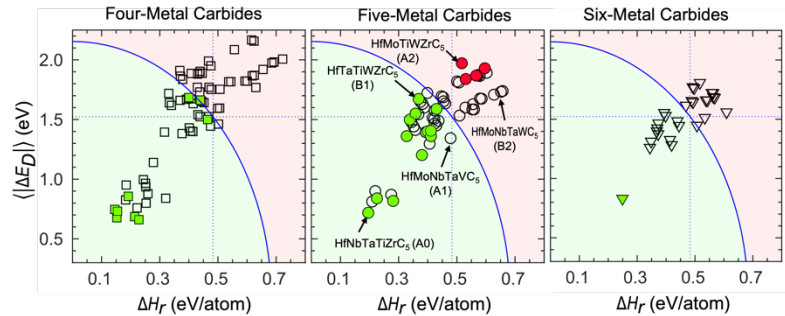 Four-Metal Carbides
Five-Metal Carbides
Six-Metal Carbides
⟨|ΔE_D|⟩ (eV)
2.0
1.5
1.0
0.5
HfMoTiWZrC₅
(A2)
HfTaTiWZrC₅
(B1)
HfMoNbTaWC₅
(B2)
HfMoNbTaVC₅
(A1)
HfNbTaTiZrC₅ (A0)
0.1 0.3 0.5 0.7
0.1 0.3 0.5 0.7
0.1 0.3 0.5 0.7
ΔH_r (eV/atom)
ΔH_r (eV/atom)
ΔH_r (eV/atom)